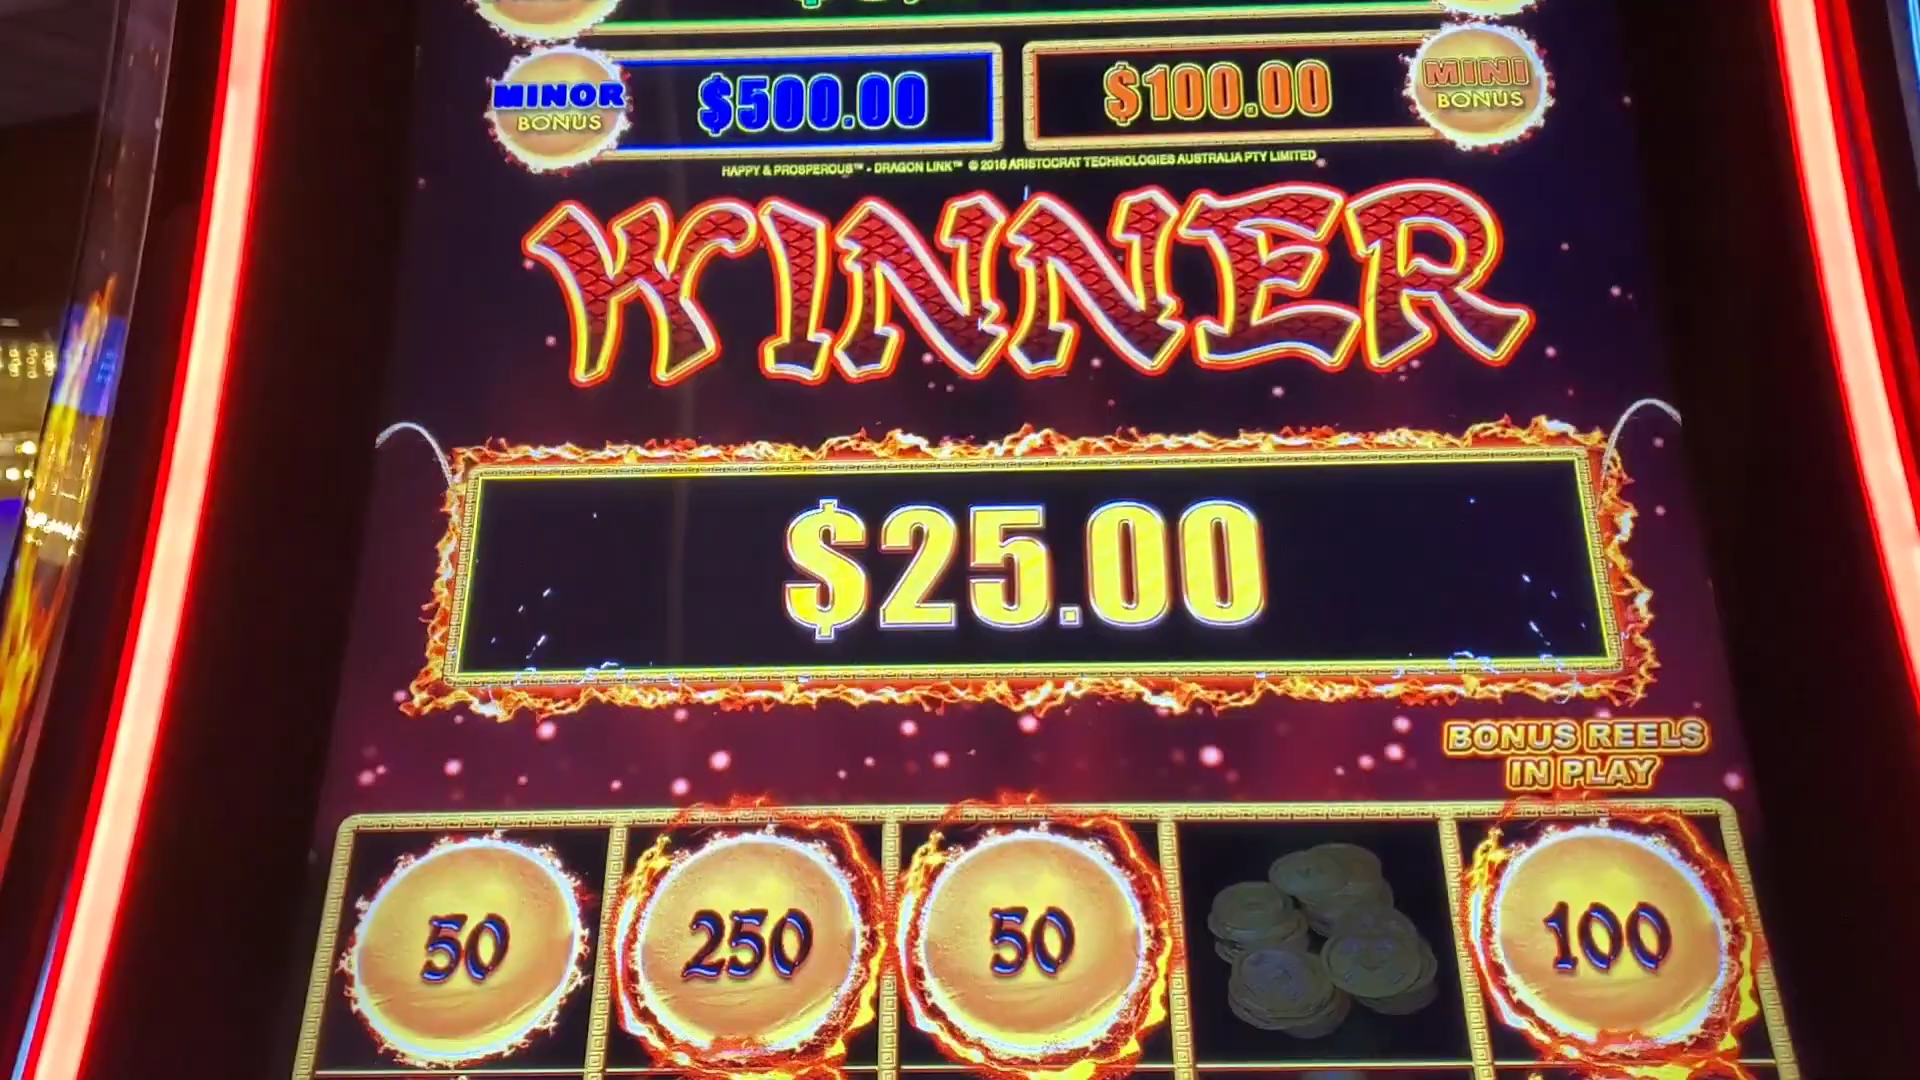 MINOR
BONUS
$500.00
$100.00
MINI
BONUS
HAPPY & PROSPEROUS™ - DRAGON LINK™ © 2016 ARISTOCRAT TECHNOLOGIES AUSTRALIA PTY LIMITED
WINNER
$25.00
BONUS REELS
IN PLAY
50
250
50
100